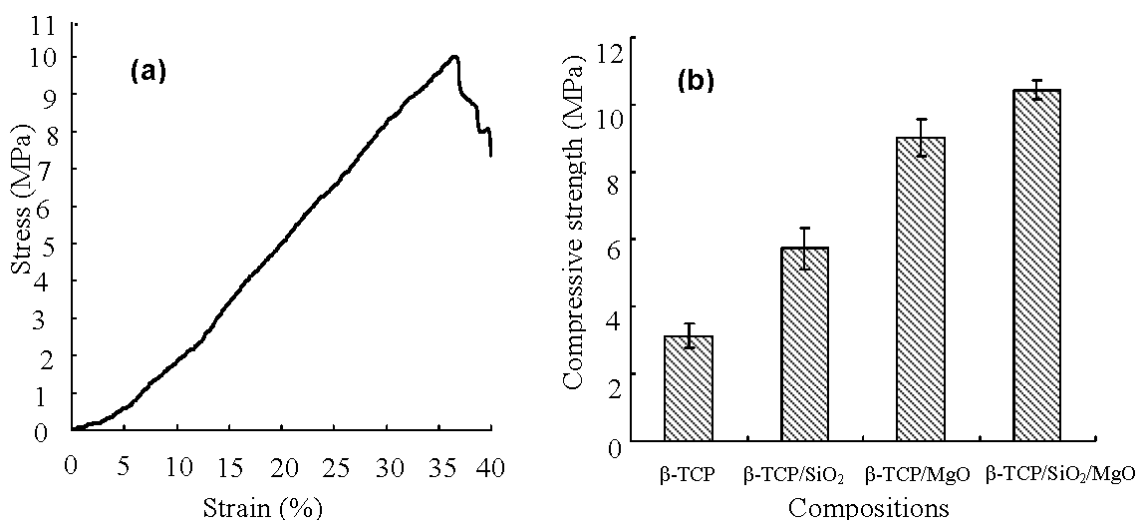 (a)
Stress (MPa)
11
10
9
8
7
6
5
4
3
2
1
0
0 5 10 15 20 25 30 35 40
Strain (%)
(b)
Compressive strength (MPa)
12
10
8
6
4
2
0
β-TCP β-TCP/SiO₂ β-TCP/MgO β-TCP/SiO₂/MgO
Compositions